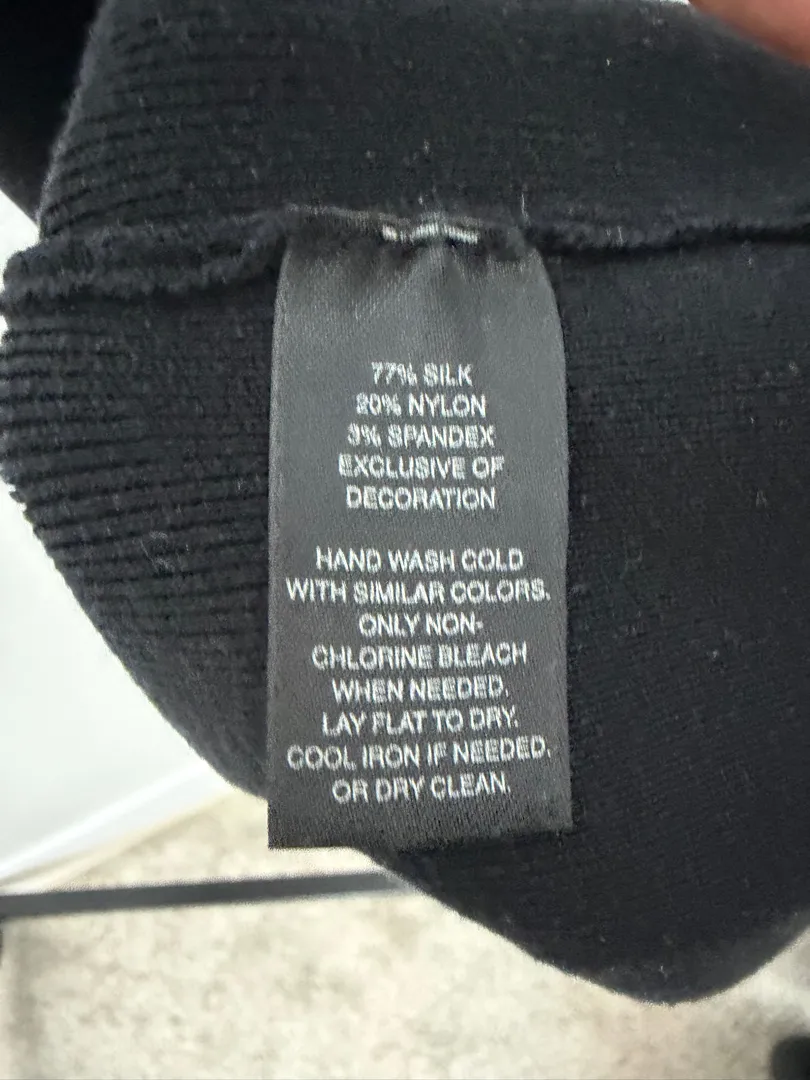 77% SILK
20% NYLON
3% SPANDEX
EXCLUSIVE OF
DECORATION
HAND WASH COLD
WITH SIMILAR COLORS.
ONLY NON-
CHLORINE BLEACH
WHEN NEEDED.
LAY FLAT TO DRY.
COOL IRON IF NEEDED.
OR DRY CLEAN.